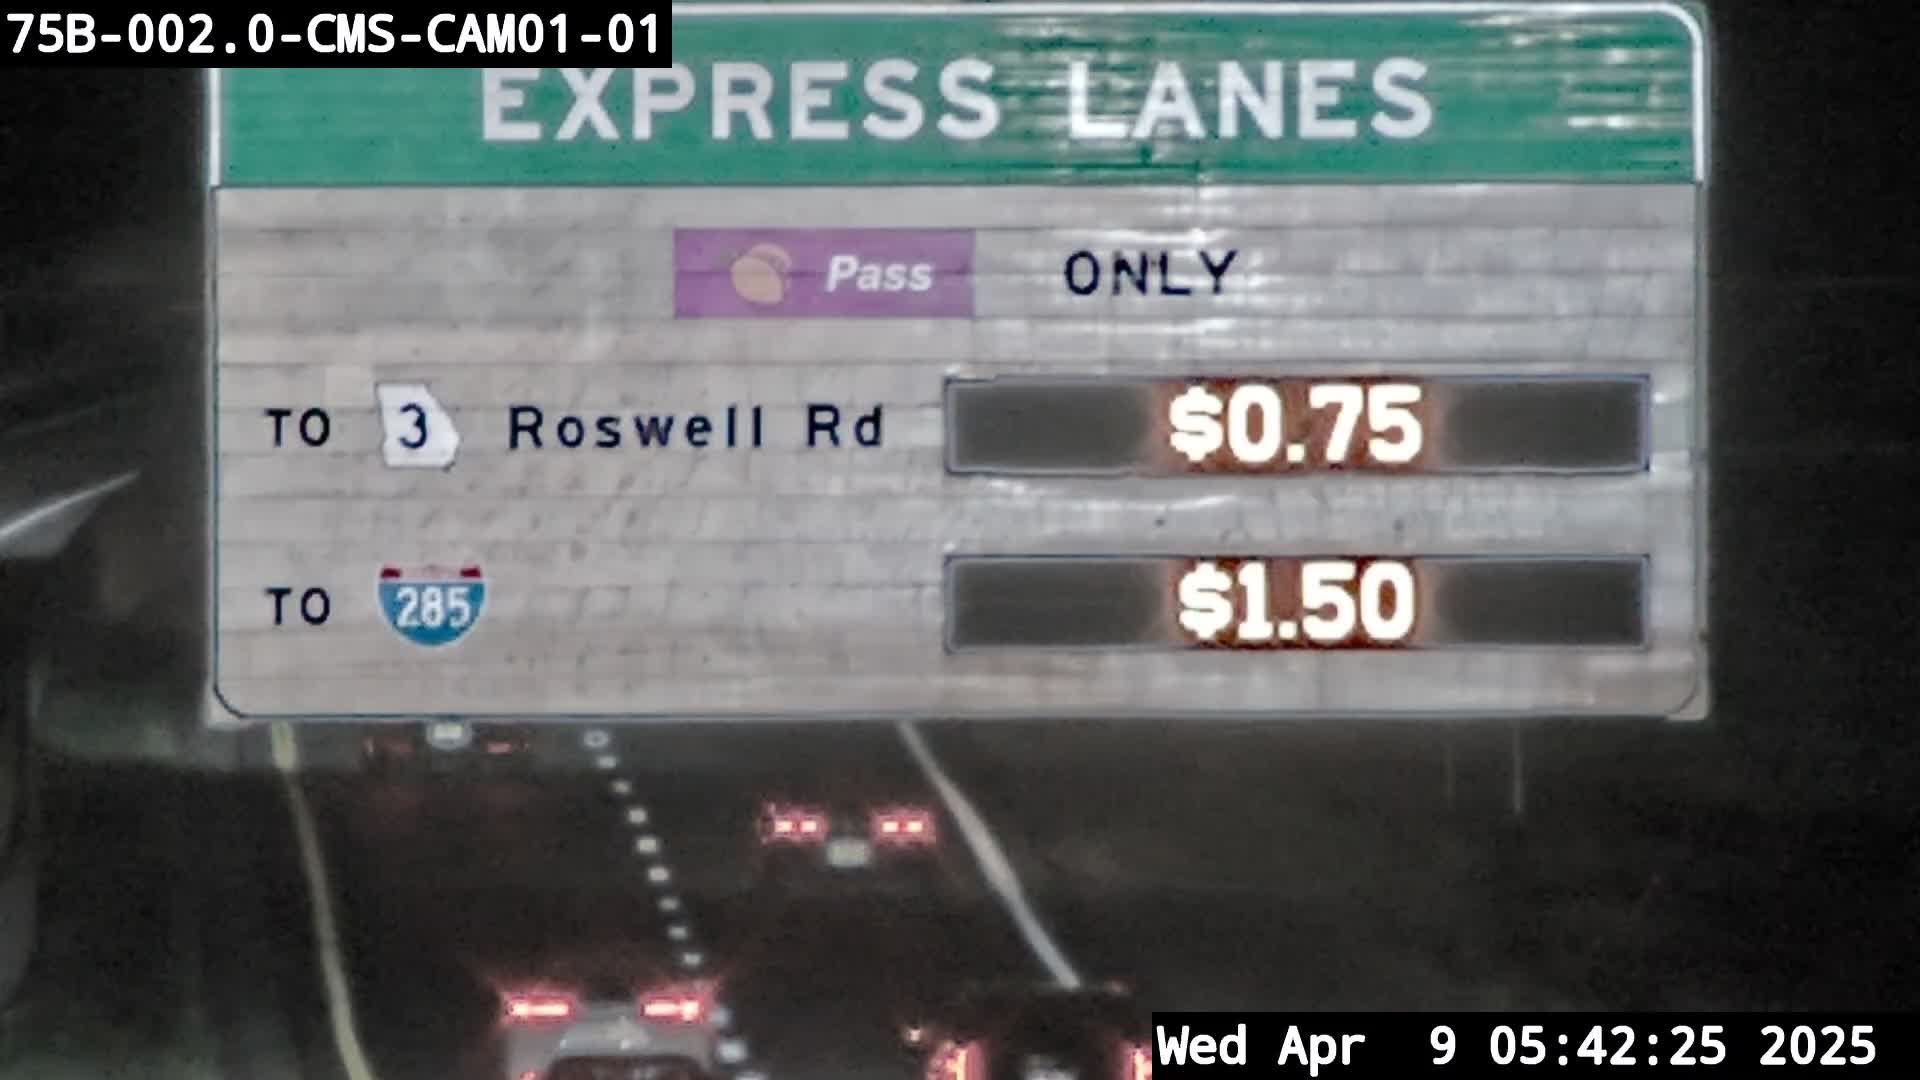 75B-002.0-CMS-CAM01-01
EXPRESS LANES
Pass ONLY
TO 3 Roswell Rd $0.75
TO 285 $1.50
Wed Apr 9 05:42:25 2025